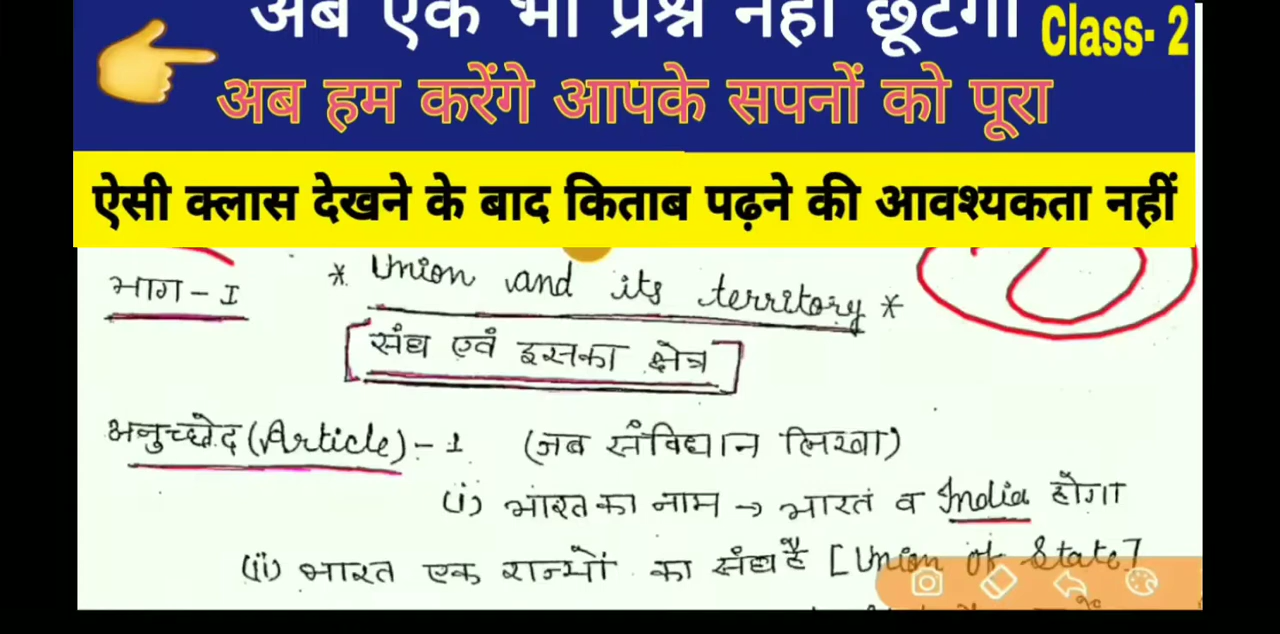 अब एक भी प्रश्न नहीं छूटेगा
Class- 2
अब हम करेंगे आपके सपनों को पूरा
ऐसी क्लास देखने के बाद किताब पढ़ने की आवश्यकता नहीं
भाग - I
* Union and its territory *
[संघ एवं इसका क्षेत्र]
अनुच्छेद (Article) - 1 (जब संविधान लिखा)
(i) भारत का नाम → भारत व India होगा
(ii) भारत एक राज्यों का संघ है [Union of State]